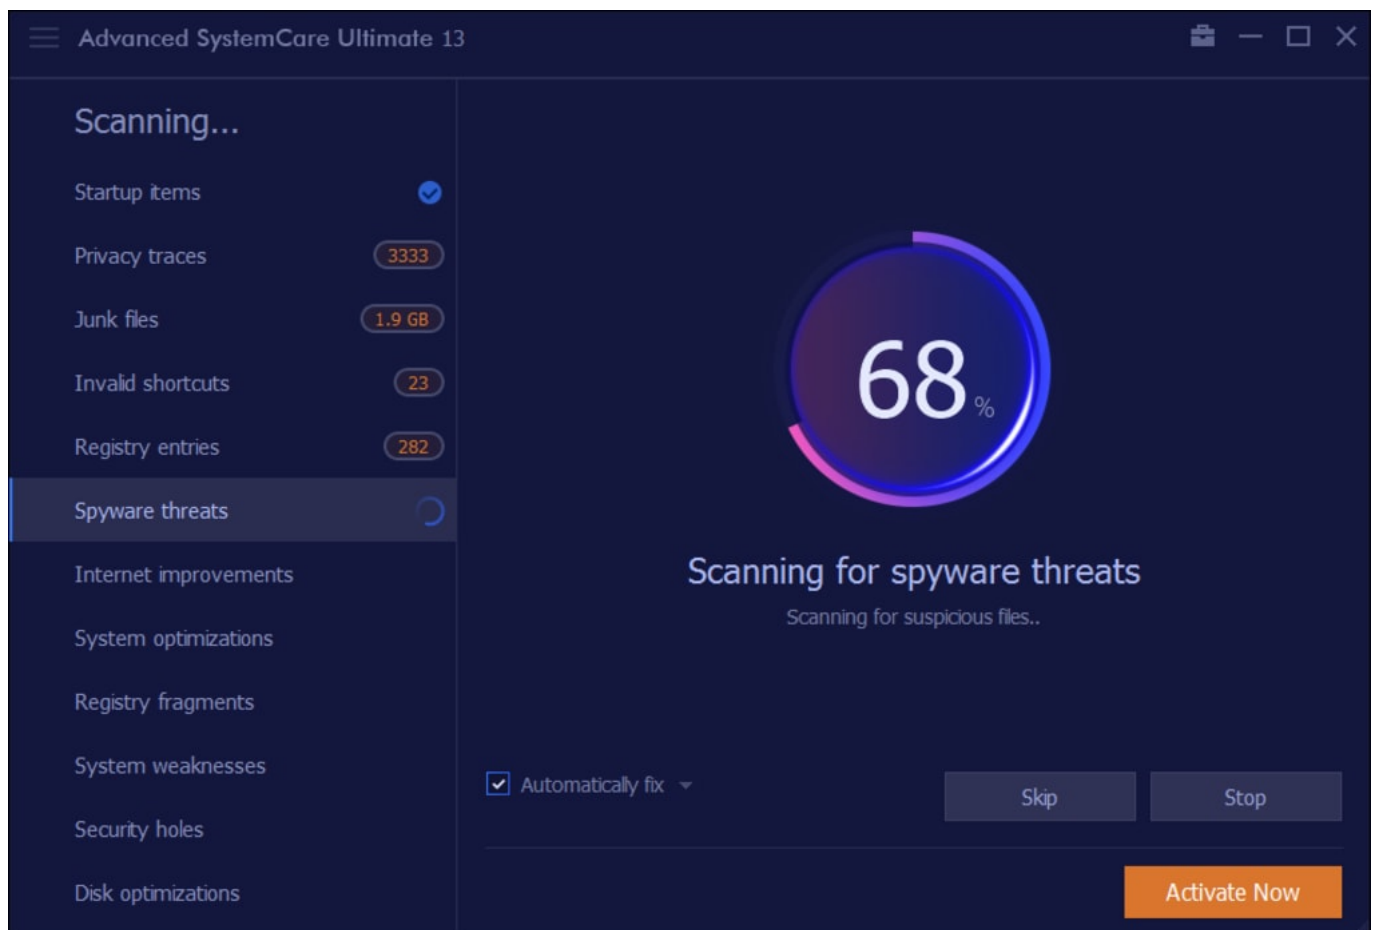 Advanced SystemCare Ultimate 13
Scanning...
Startup items
Privacy traces 3333
Junk files 1.9 GB
Invalid shortcuts 23
Registry entries 282
Spyware threats
Internet improvements
System optimizations
Registry fragments
System weaknesses
Security holes
Disk optimizations
68 %
Scanning for spyware threats
Scanning for suspicious files..
Automatically fix
Skip
Stop
Activate Now